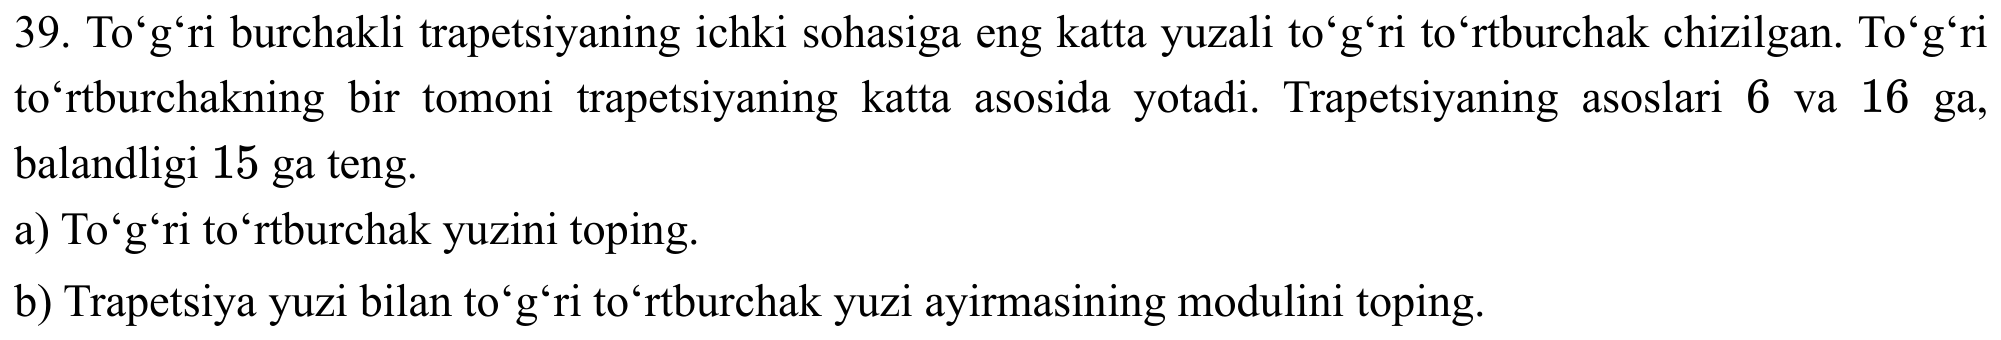 39. To‘g‘ri burchakli trapetsiyaning ichki sohasiga eng katta yuzali to‘g‘ri to‘rtburchak chizilgan. To‘g‘ri
to‘rtburchakning bir tomoni trapetsiyaning katta asosida yotadi. Trapetsiyaning asoslari 6 va 16 ga,
balandligi 15 ga teng.
a) To‘g‘ri to‘rtburchak yuzini toping.
b) Trapetsiya yuzi bilan to‘g‘ri to‘rtburchak yuzi ayirmasining modulini toping.